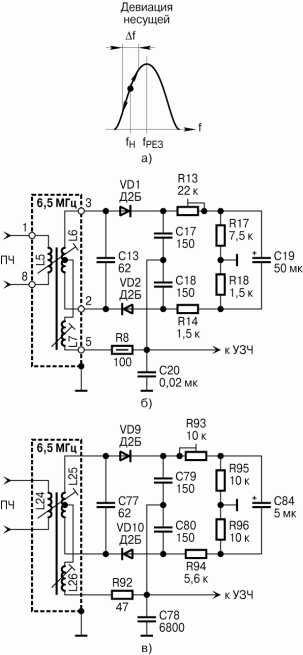 Девиация
несущей
Δf
f
fН fРЕЗ
а)
6,5 МГц
3
VD1
Д2Б
R13
22 к
1
ПЧ
8
L5
L6
C13
62
C17
150
R17
7,5 к
C19
50 мк
+
VD2
Д2Б
C18
150
R18
1,5 к
2
R14
1,5 к
L7
5
R8
100
к УЗЧ
C20
0,02 мк
б)
6,5 МГц
VD9
Д2Б
R93
10 к
ПЧ
L24
L25
C77
62
C79
150
R95
10 к
C84
5 мк
+
VD10
Д2Б
C80
150
R96
10 к
R94
5,6 к
L26
R92
47
к УЗЧ
C78
6800
в)